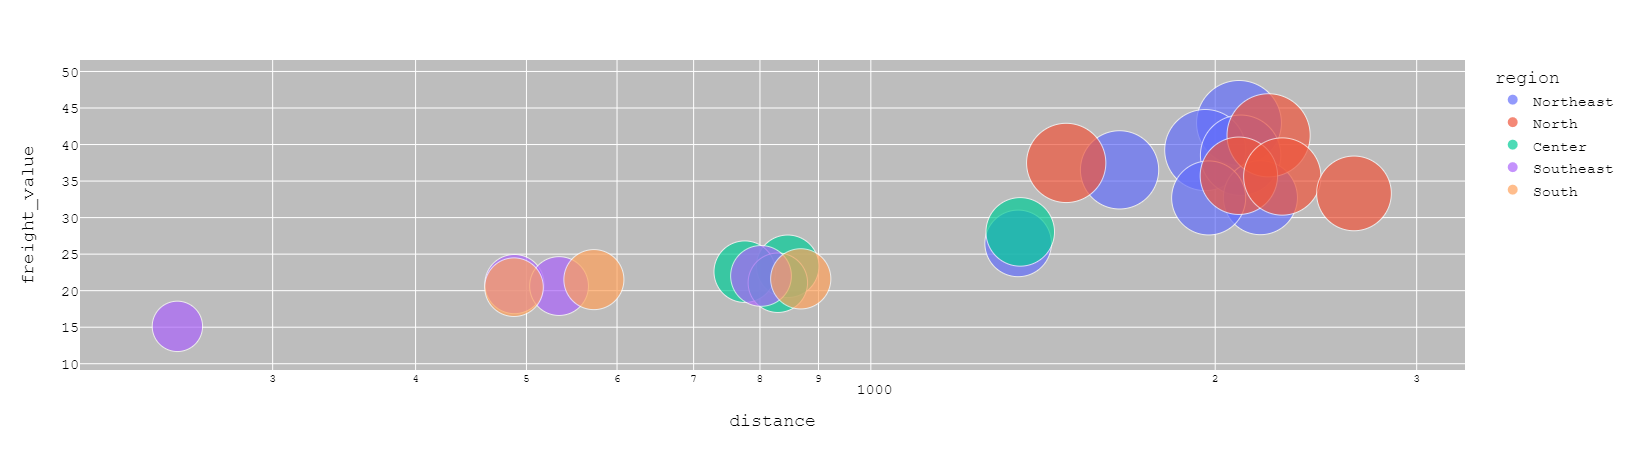 freight_value
50
45
40
35
30
25
20
15
10
3 4 5 6 7 8 9 1000 2 3
distance
region
Northeast
North
Center
Southeast
South